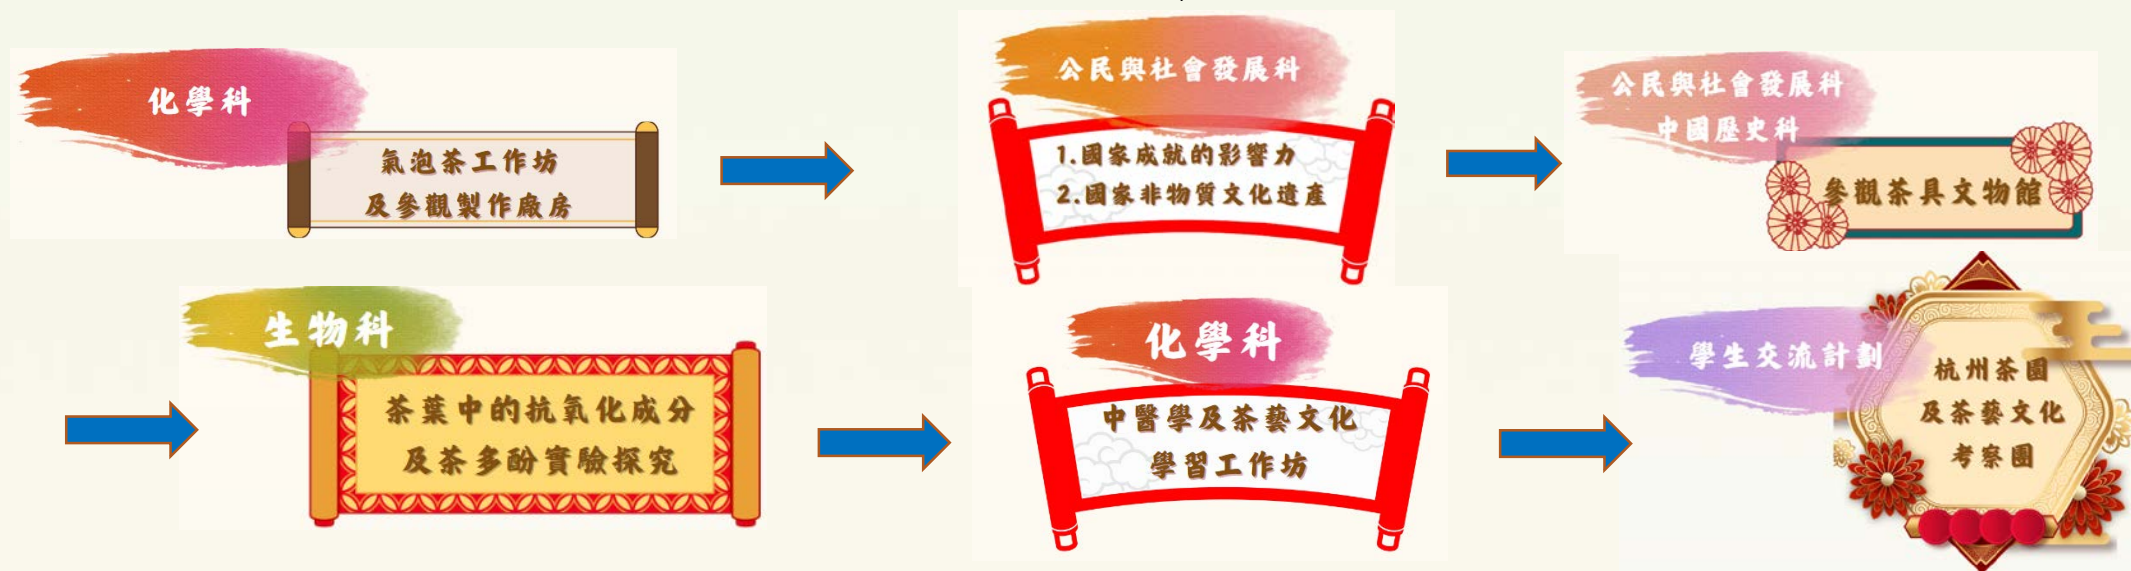 化學科
氣泡茶工作坊
及參觀製作廠房
公民與社會發展科
1.國家成就的影響力
2.國家非物質文化遺產
公民與社會發展科
中國歷史科
參觀茶具文物館
生物科
茶葉中的抗氧化成分
及茶多酚實驗探究
化學科
中醫學及茶藝文化
學習工作坊
學生交流計劃
杭州茶園
及茶藝文化
考察團